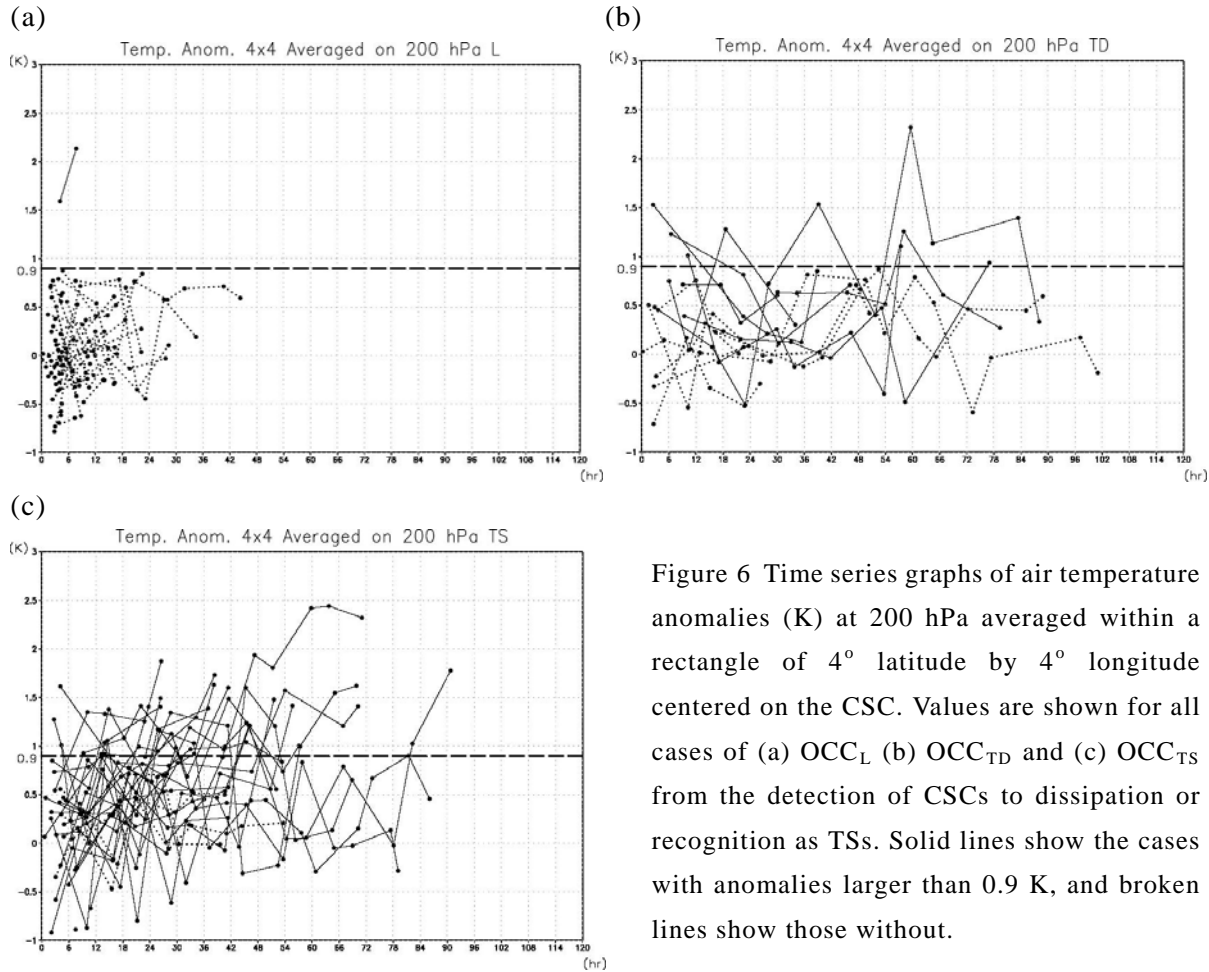 (a)
Temp. Anom. 4x4 Averaged on 200 hPa L
(K)
3
2.5
2
1.5
1
0.9
0.5
0
-0.5
-1
0 6 12 18 24 30 36 42 48 54 60 66 72 78 84 90 96 102 108 114 120
(hr)
(b)
Temp. Anom. 4x4 Averaged on 200 hPa TD
(K)
3
2.5
2
1.5
1
0.9
0.5
0
-0.5
-1
0 6 12 18 24 30 36 42 48 54 60 66 72 78 84 90 96 102 108 114 120
(hr)
(c)
Temp. Anom. 4x4 Averaged on 200 hPa TS
(K)
3
2.5
2
1.5
1
0.9
0.5
0
-0.5
-1
0 6 12 18 24 30 36 42 48 54 60 66 72 78 84 90 96 102 108 114 120
(hr)
Figure 6 Time series graphs of air temperature
anomalies (K) at 200 hPa averaged within a
rectangle of 4° latitude by 4° longitude
centered on the CSC. Values are shown for all
cases of (a) OCC_L (b) OCC_TD and (c) OCC_TS
from the detection of CSCs to dissipation or
recognition as TSs. Solid lines show the cases
with anomalies larger than 0.9 K, and broken
lines show those without.